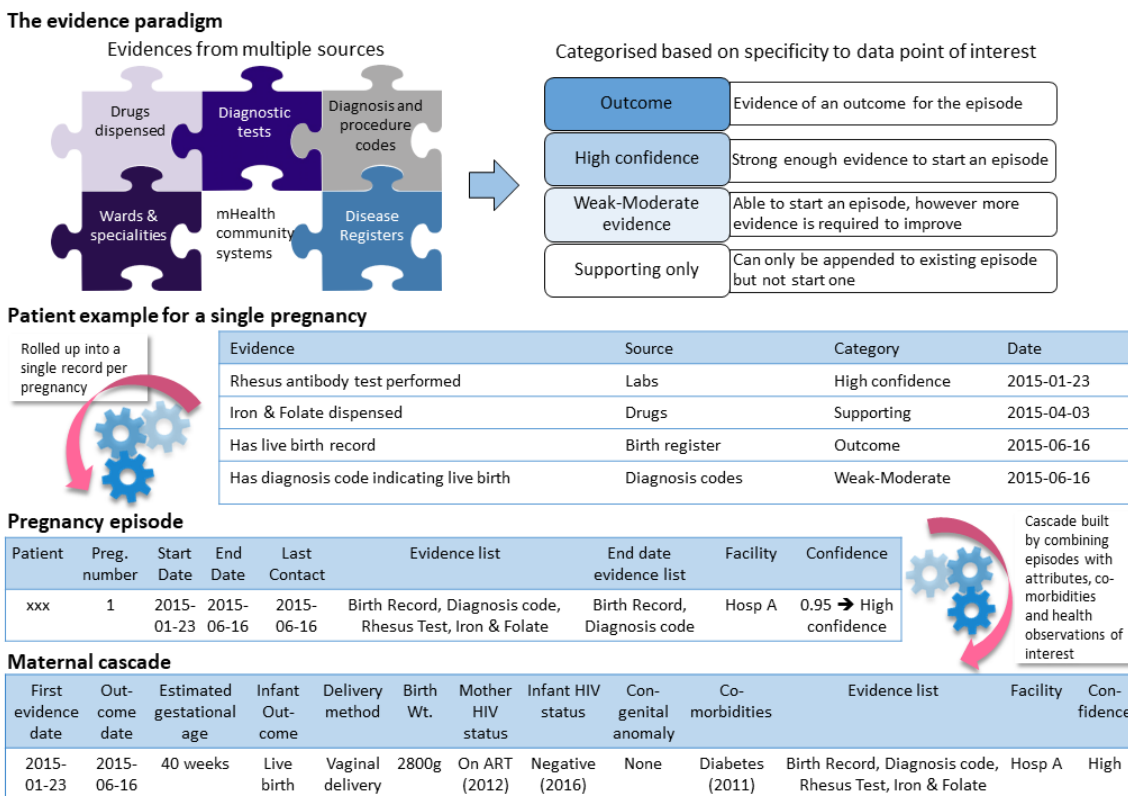 The evidence paradigm
Evidences from multiple sources
Categorised based on specificity to data point of interest
Drugs
dispensed
Diagnostic
tests
Diagnosis and
procedure
codes
Wards &
specialities
mHealth
community
systems
Disease
Registers
Outcome
Evidence of an outcome for the episode
High confidence
Strong enough evidence to start an episode
Weak-Moderate
evidence
Able to start an episode, however more
evidence is required to improve
Supporting only
Can only be appended to existing episode
but not start one
Patient example for a single pregnancy
Rolled up into a
single record per
pregnancy
Evidence Source Category Date
Rhesus antibody test performed Labs High confidence 2015-01-23
Iron & Folate dispensed Drugs Supporting 2015-04-03
Has live birth record Birth register Outcome 2015-06-16
Has diagnosis code indicating live birth Diagnosis codes Weak-Moderate 2015-06-16
Pregnancy episode
Patient Preg. Start End Last Evidence list End date Facility Confidence
number Date Date Contact evidence list
xxx 1 2015- 2015- 2015- Birth Record, Diagnosis code, Birth Record, Hosp A 0.95 ➔ High
01-23 06-16 06-16 Rhesus Test, Iron & Folate Diagnosis code confidence
Cascade built
by combining
episodes with
attributes, co-
morbidities
and health
observations of
interest
Maternal cascade
First Out- Estimated Infant Delivery Birth Mother Infant HIV Con- Co- Evidence list Facility Con-
evidence come gestational Out- method Wt. HIV status genital morbidities fidence
date date age come status anomaly
2015- 2015- 40 weeks Live Vaginal 2800g On ART Negative None Diabetes Birth Record, Diagnosis code, Hosp A High
01-23 06-16 birth delivery (2012) (2016) (2011) Rhesus Test, Iron & Folate